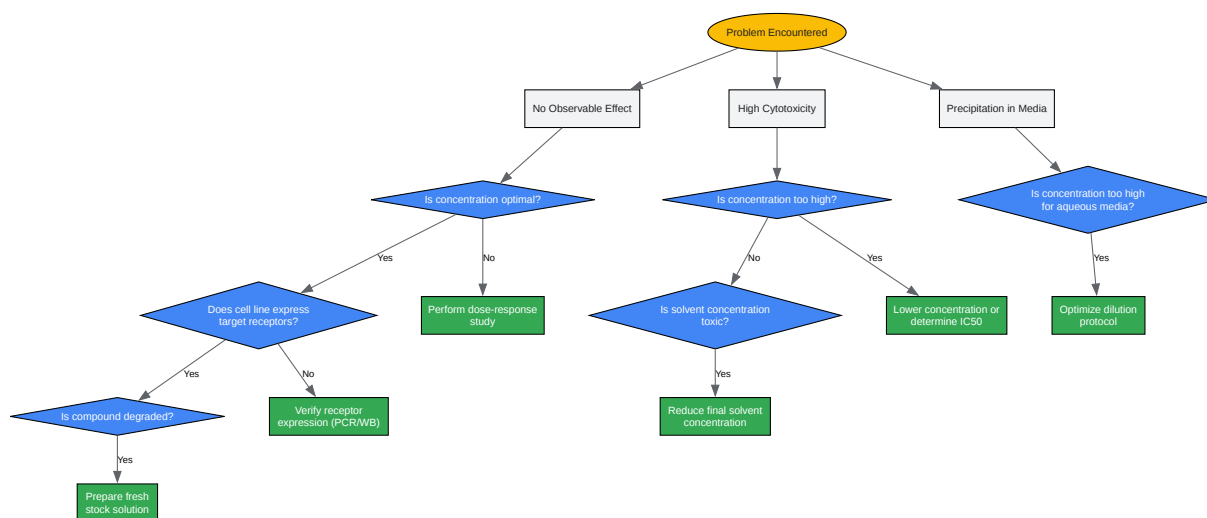 Problem Encountered
No Observable Effect
High Cytotoxicity
Precipitation in Media
Is concentration optimal?
Is concentration too high?
Is concentration too high
for aqueous media?
Yes
No
No
Yes
Yes
Does cell line express
target receptors?
Perform dose-response
study
Is solvent concentration
toxic?
Lower concentration or
determine IC50
Optimize dilution
protocol
Yes
No
Yes
Is compound degraded?
Verify receptor
expression (PCR/WB)
Reduce final solvent
concentration
Yes
Prepare fresh
stock solution